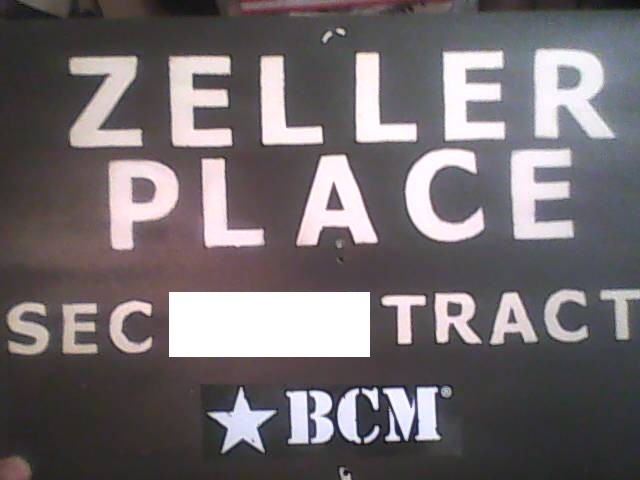 ZELLER
PLACE
SEC TRACT
BCM®